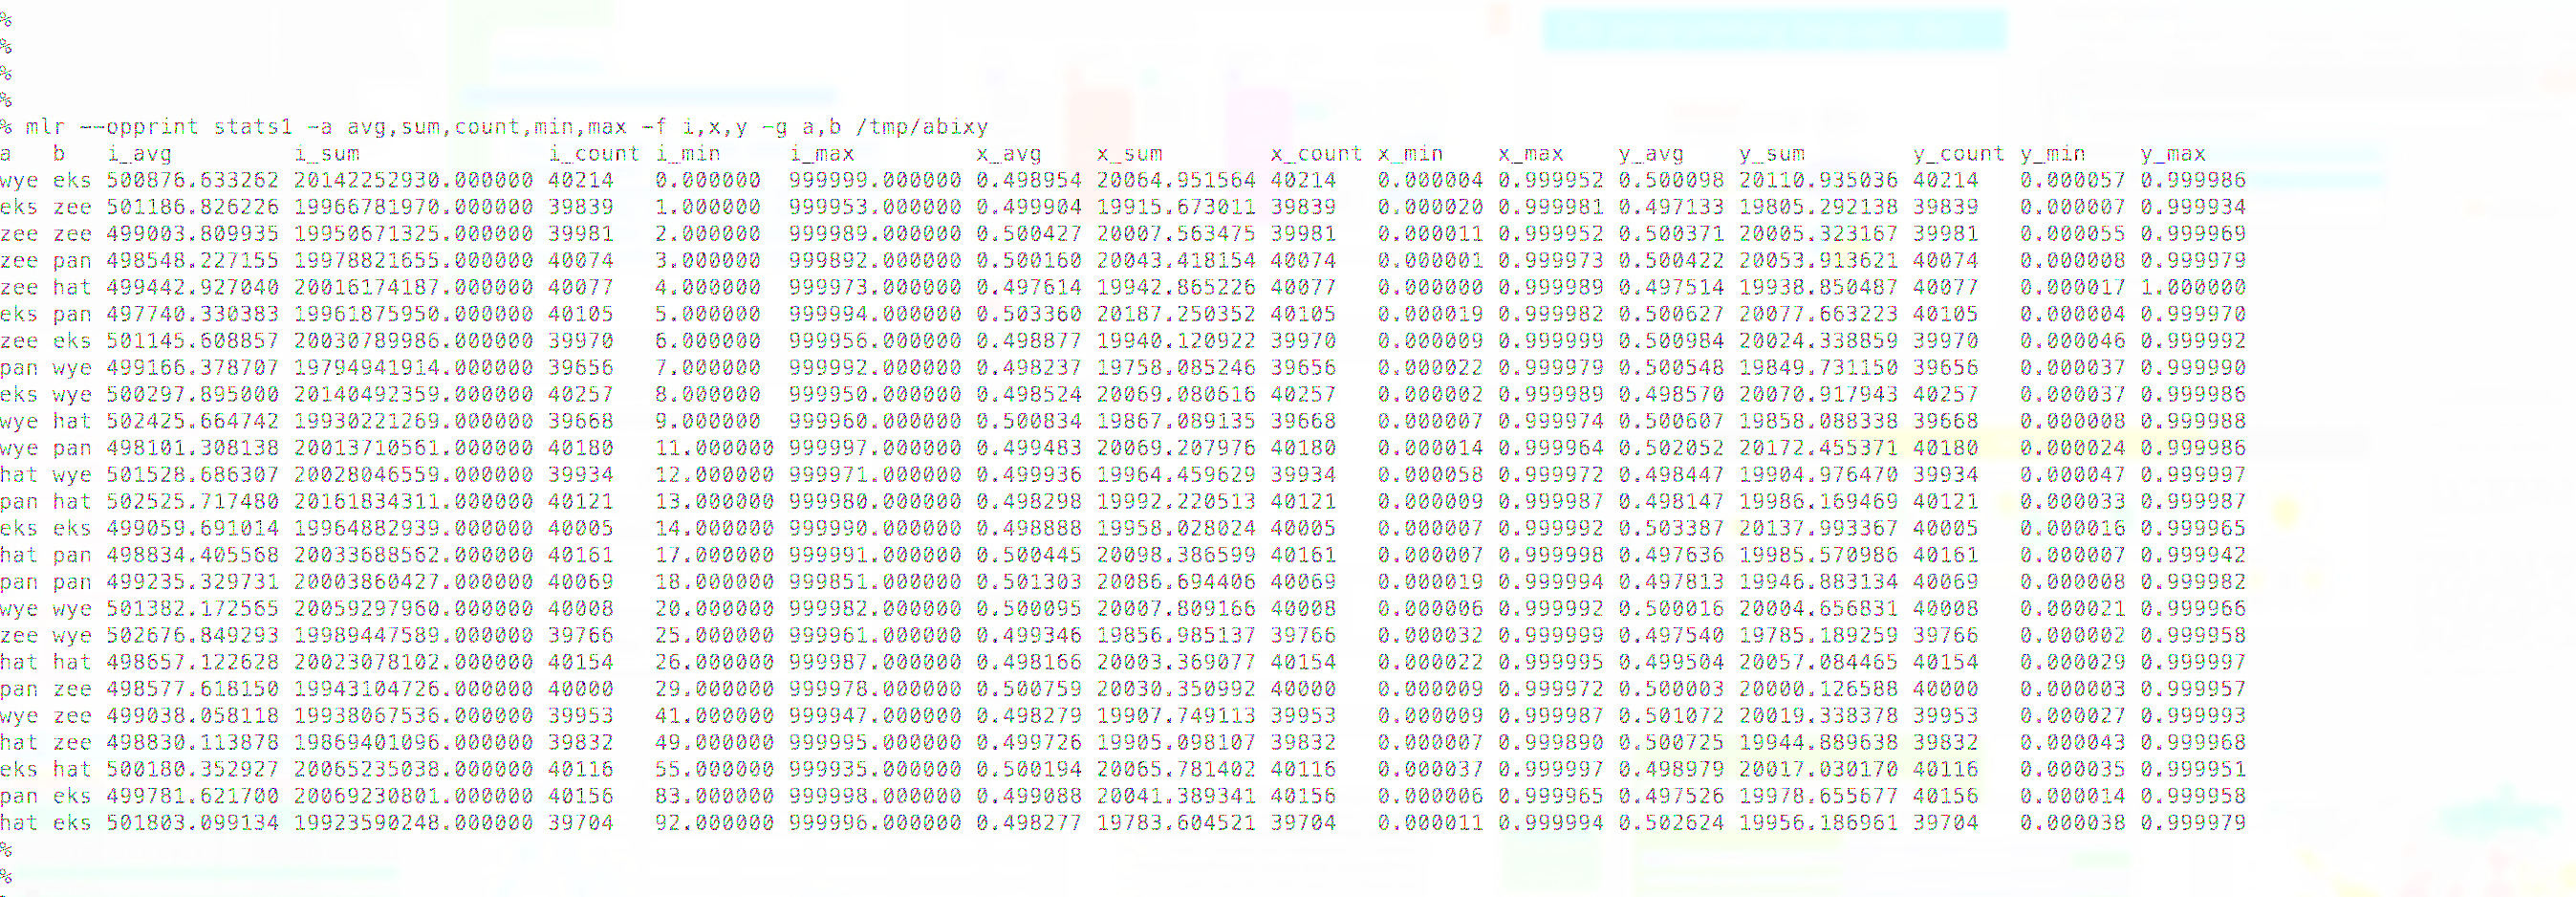 %
%
%
%
% mlr --opprint stats1 -a avg,sum,count,min,max -f i,x,y -g a,b /tmp/abixy
a   b   i_avg         i_sum              i_count i_min     i_max         x_avg    x_sum        x_count x_min    x_max    y_avg    y_sum        y_count y_min    y_max
wye eks 500876.633262 20142252930.000000 40214   0.000000  999999.000000 0.498954 20064.951564 40214   0.000004 0.999952 0.500098 20110.935036 40214   0.000057 0.999986
eks zee 501186.826226 19966781970.000000 39839   1.000000  999953.000000 0.499904 19915.673011 39839   0.000020 0.999981 0.497133 19805.292138 39839   0.000007 0.999934
zee zee 499003.809935 19950671325.000000 39981   2.000000  999989.000000 0.500427 20007.563475 39981   0.000011 0.999952 0.500371 20005.323167 39981   0.000055 0.999969
zee pan 498548.227155 19978821655.000000 40074   3.000000  999892.000000 0.500160 20043.418154 40074   0.000001 0.999973 0.500422 20053.913621 40074   0.000008 0.999979
zee hat 499442.927040 20016174187.000000 40077   4.000000  999973.000000 0.497614 19942.865226 40077   0.000000 0.999989 0.497514 19938.850487 40077   0.000017 1.000000
eks pan 497740.330383 19961875950.000000 40105   5.000000  999994.000000 0.503360 20187.250352 40105   0.000019 0.999982 0.500627 20077.663223 40105   0.000004 0.999970
zee eks 501145.608857 20030789986.000000 39970   6.000000  999956.000000 0.498877 19940.120922 39970   0.000009 0.999999 0.500984 20024.338859 39970   0.000046 0.999992
pan wye 499166.378707 19794941914.000000 39656   7.000000  999992.000000 0.498237 19758.085246 39656   0.000022 0.999979 0.500548 19849.731150 39656   0.000037 0.999990
eks wye 500297.895000 20140492359.000000 40257   8.000000  999950.000000 0.498524 20069.080616 40257   0.000002 0.999989 0.498570 20070.917943 40257   0.000037 0.999986
wye hat 502425.664742 19930221269.000000 39668   9.000000  999960.000000 0.500834 19867.089135 39668   0.000007 0.999974 0.500607 19858.088338 39668   0.000008 0.999988
wye pan 498101.308138 20013710561.000000 40180   11.000000 999997.000000 0.499483 20069.207976 40180   0.000014 0.999964 0.502052 20172.455371 40180   0.000024 0.999986
hat wye 501528.686307 20028046559.000000 39934   12.000000 999971.000000 0.499936 19964.459629 39934   0.000058 0.999972 0.498447 19904.976470 39934   0.000047 0.999997
pan hat 502525.717480 20161834311.000000 40121   13.000000 999980.000000 0.498298 19992.220513 40121   0.000009 0.999987 0.498147 19986.169469 40121   0.000033 0.999987
eks eks 499059.691014 19964882939.000000 40005   14.000000 999990.000000 0.498888 19958.028024 40005   0.000007 0.999992 0.503387 20137.993367 40005   0.000016 0.999965
hat pan 498834.405568 20033688562.000000 40161   17.000000 999991.000000 0.500445 20098.386599 40161   0.000007 0.999998 0.497636 19985.570986 40161   0.000007 0.999942
pan pan 499235.329731 20003860427.000000 40069   18.000000 999851.000000 0.501303 20086.694406 40069   0.000019 0.999994 0.497813 19946.883134 40069   0.000008 0.999982
wye wye 501382.172565 20059297960.000000 40008   20.000000 999982.000000 0.500095 20007.809166 40008   0.000006 0.999992 0.500016 20004.656831 40008   0.000021 0.999966
zee wye 502676.849293 19989447589.000000 39766   25.000000 999961.000000 0.499346 19856.985137 39766   0.000032 0.999999 0.497540 19785.189259 39766   0.000002 0.999958
hat hat 498657.122628 20023078102.000000 40154   26.000000 999987.000000 0.498166 20003.369077 40154   0.000022 0.999995 0.499504 20057.084465 40154   0.000029 0.999997
pan zee 498577.618150 19943104726.000000 40000   29.000000 999978.000000 0.500759 20030.350992 40000   0.000009 0.999972 0.500003 20000.126588 40000   0.000003 0.999957
wye zee 499038.058118 19938067536.000000 39953   41.000000 999947.000000 0.498279 19907.749113 39953   0.000009 0.999987 0.501072 20019.338378 39953   0.000027 0.999993
hat zee 498830.113878 19869401096.000000 39832   49.000000 999995.000000 0.499726 19905.098107 39832   0.000007 0.999890 0.500725 19944.889638 39832   0.000043 0.999968
eks hat 500180.352927 20065235038.000000 40116   55.000000 999935.000000 0.500194 20065.781402 40116   0.000037 0.999997 0.498979 20017.030170 40116   0.000035 0.999951
pan eks 499781.621700 20069230801.000000 40156   83.000000 999998.000000 0.499088 20041.389341 40156   0.000006 0.999965 0.497526 19978.655677 40156   0.000014 0.999958
hat eks 501803.099134 19923590248.000000 39704   92.000000 999996.000000 0.498277 19783.604521 39704   0.000011 0.999994 0.502624 19956.186961 39704   0.000038 0.999979
%
%